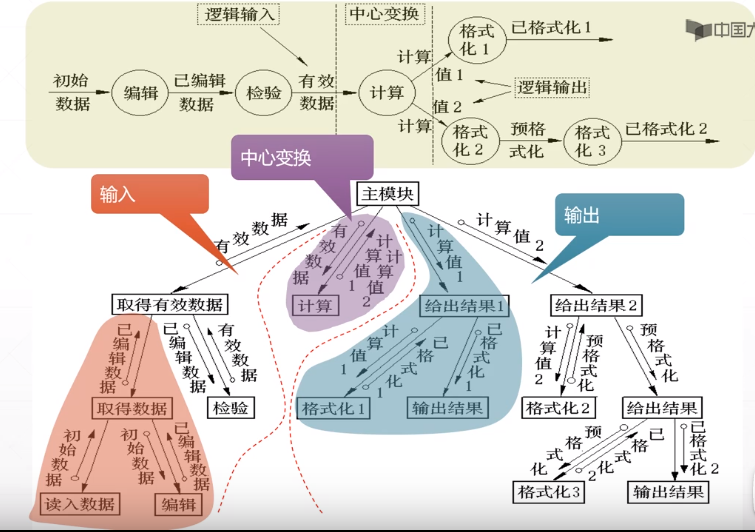 逻辑输入
中心变换
中国大
初始
数据
编辑
已编辑
数据
检验
有效
数据
计算
计算
值1
值2
计算
格式
化1
已格式化1
逻辑输出
格式
化2
预格
式化
格式
化3
已格式化2
输入
中心变换
输出
主模块
有效数据
有效数据
计算值1
计算值2
计算值1
计算值2
取得有效数据
计算
给出结果1
给出结果2
已编辑数据
已编辑数据
有效数据
计算值1
已格式化1
已格式化1
计算值2
预格式化
预格式化
取得数据
检验
格式化1
输出结果
格式化2
给出结果
初始数据
初始数据
已编辑数据
预格式化
已格式化2
已格式化2
读入数据
编辑
格式化3
输出结果